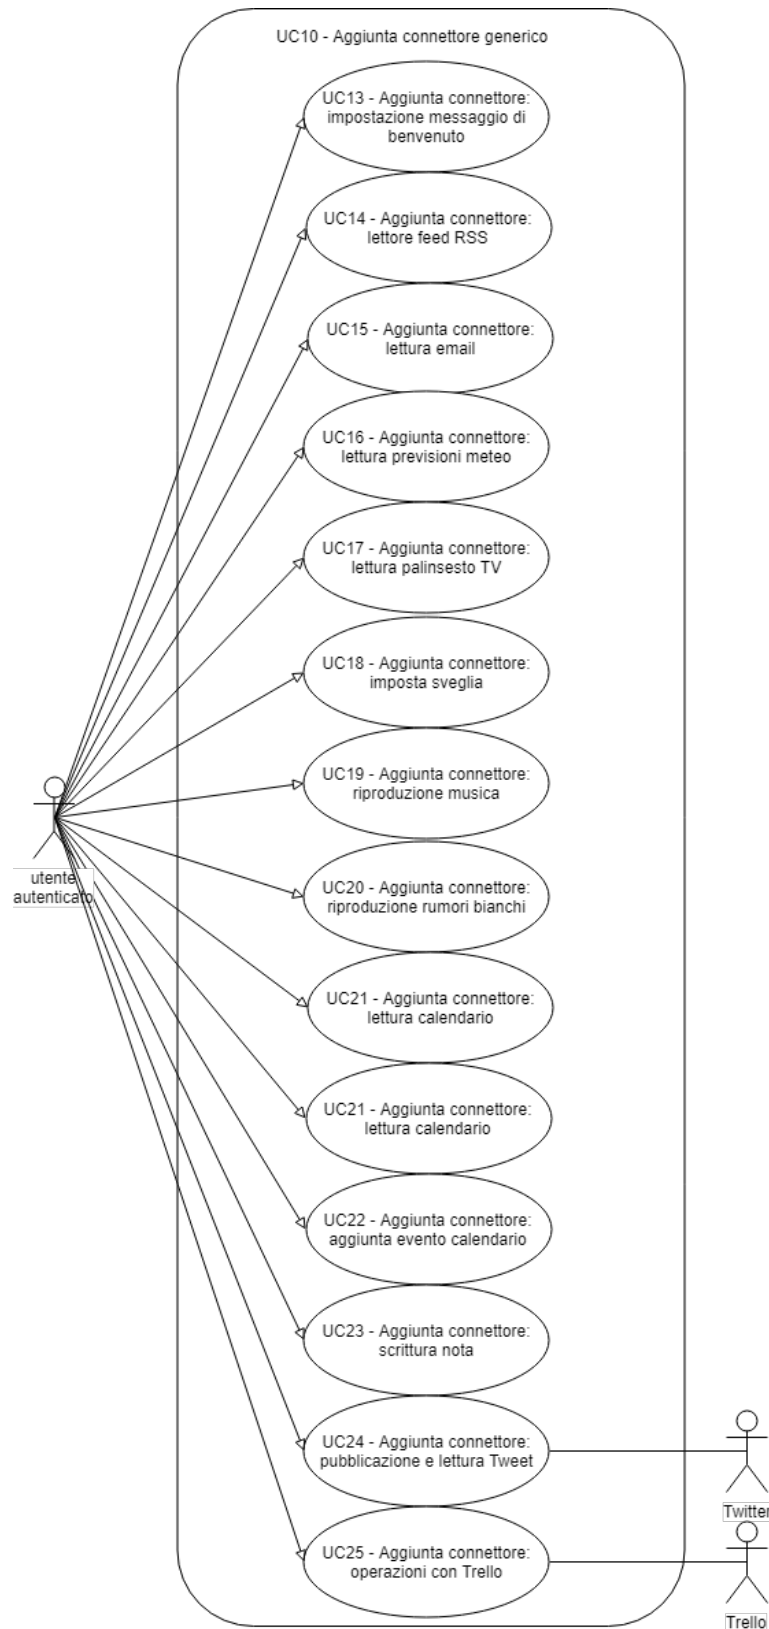 UC10 - Aggiunta connettore generico
UC13 - Aggiunta connettore:
impostazione messaggio di
benvenuto
UC14 - Aggiunta connettore:
lettore feed RSS
UC15 - Aggiunta connettore:
lettura email
UC16 - Aggiunta connettore:
lettura previsioni meteo
UC17 - Aggiunta connettore:
lettura palinsesto TV
UC18 - Aggiunta connettore:
imposta sveglia
UC19 - Aggiunta connettore:
riproduzione musica
utente
autenticato
UC20 - Aggiunta connettore:
riproduzione rumori bianchi
UC21 - Aggiunta connettore:
lettura calendario
UC21 - Aggiunta connettore:
lettura calendario
UC22 - Aggiunta connettore:
aggiunta evento calendario
UC23 - Aggiunta connettore:
scrittura nota
UC24 - Aggiunta connettore:
pubblicazione e lettura Tweet
Twitter
UC25 - Aggiunta connettore:
operazioni con Trello
Trello